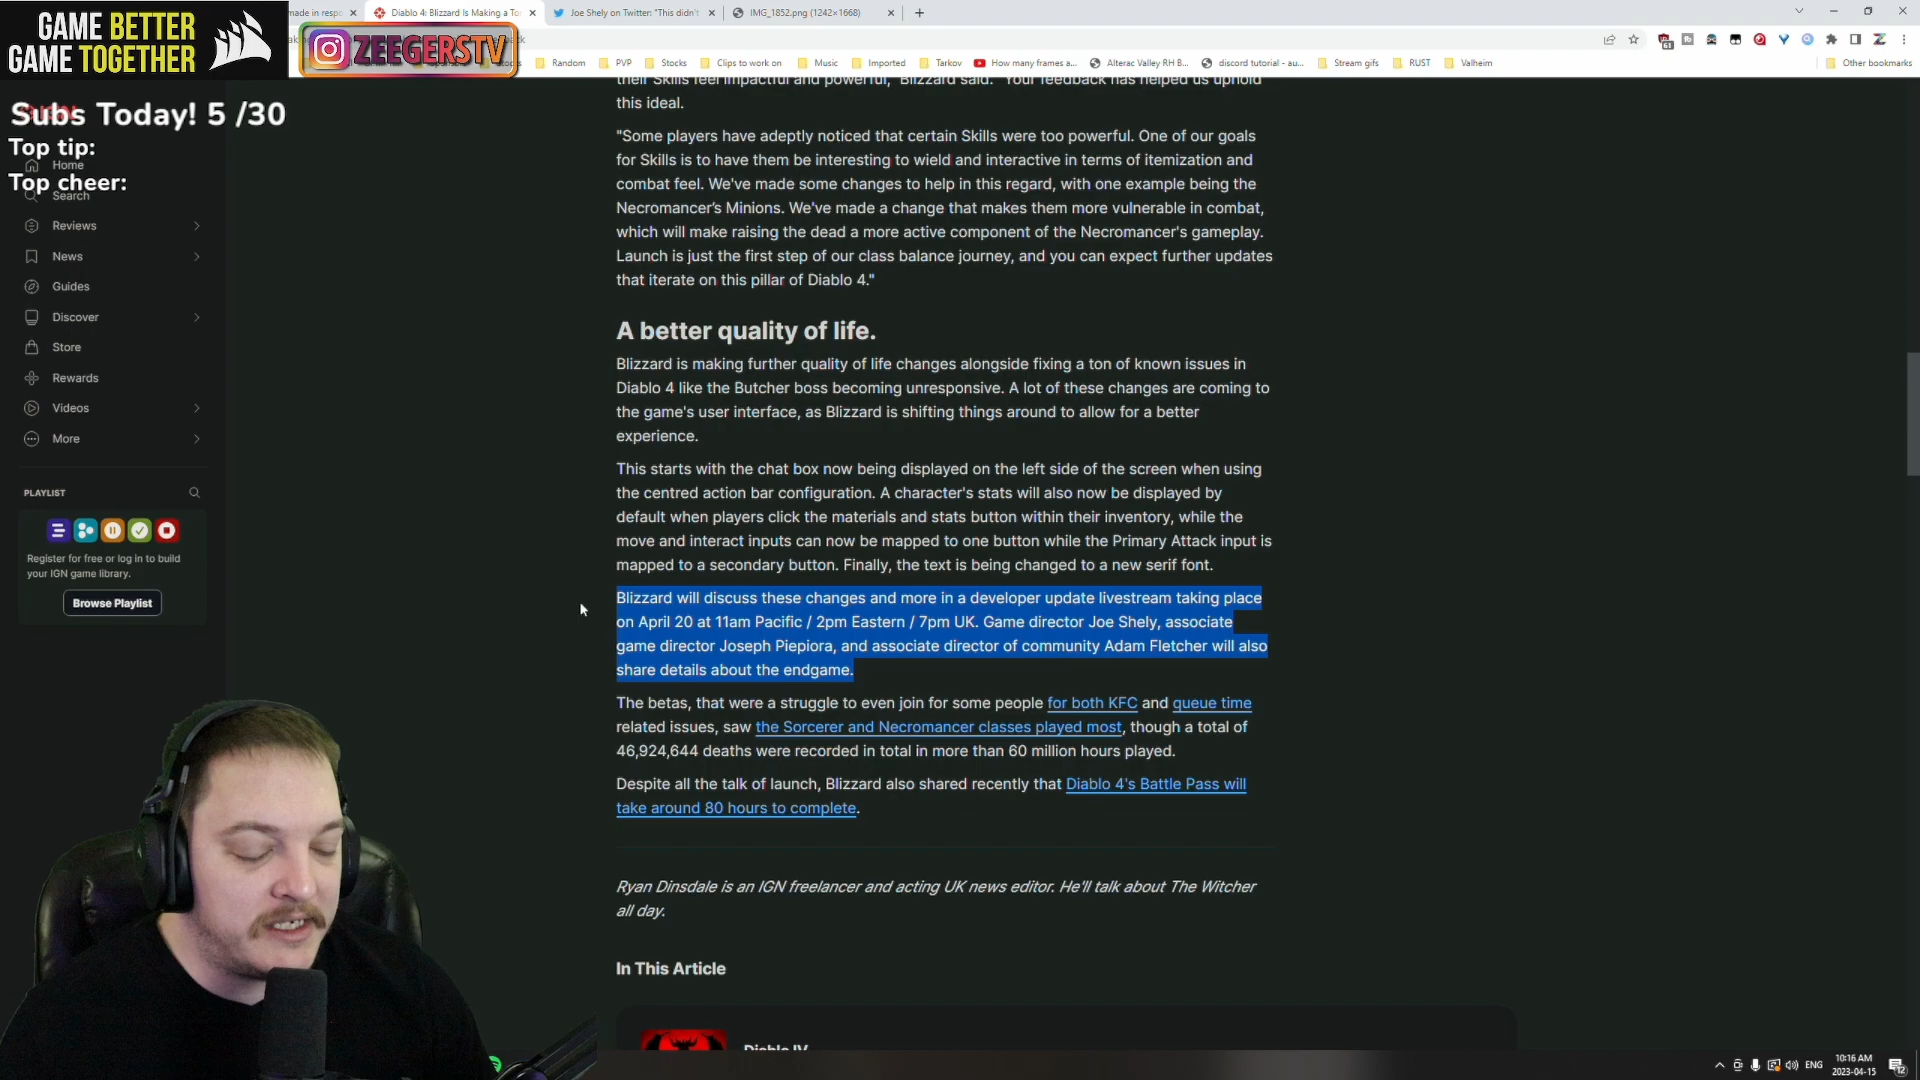 made in respo
Diablo 4: Blizzard Is Making a To
Joe Shely on Twitter: "This didn't
IMG_1852.png (1242×1668)
GAME BETTER
GAME TOGETHER
ZEEGERSTV
Random
PVP
Stocks
Clips to work on
Music
Imported
Tarkov
How many frames a...
Alterac Valley RH B...
discord tutorial - au...
Stream gifs
RUST
Valheim
Other bookmarks
Subs Today! 5 /30
Top tip:
Top cheer:
Home
Search
Reviews
News
Guides
Discover
Store
Rewards
Videos
More
PLAYLIST
Register for free or log in to build
your IGN game library.
Browse Playlist
their Skills feel impactful and powerful," Blizzard said. "Your feedback has helped us uphold
this ideal.
"Some players have adeptly noticed that certain Skills were too powerful. One of our goals
for Skills is to have them be interesting to wield and interactive in terms of itemization and
combat feel. We've made some changes to help in this regard, with one example being the
Necromancer's Minions. We've made a change that makes them more vulnerable in combat,
which will make raising the dead a more active component of the Necromancer's gameplay.
Launch is just the first step of our class balance journey, and you can expect further updates
that iterate on this pillar of Diablo 4."
A better quality of life.
Blizzard is making further quality of life changes alongside fixing a ton of known issues in
Diablo 4 like the Butcher boss becoming unresponsive. A lot of these changes are coming to
the game's user interface, as Blizzard is shifting things around to allow for a better
experience.
This starts with the chat box now being displayed on the left side of the screen when using
the centred action bar configuration. A character's stats will also now be displayed by
default when players click the materials and stats button within their inventory, while the
move and interact inputs can now be mapped to one button while the Primary Attack input is
mapped to a secondary button. Finally, the text is being changed to a new serif font.
Blizzard will discuss these changes and more in a developer update livestream taking place
on April 20 at 11am Pacific / 2pm Eastern / 7pm UK. Game director Joe Shely, associate
game director Joseph Piepiora, and associate director of community Adam Fletcher will also
share details about the endgame.
The betas, that were a struggle to even join for some people for both KFC and queue time
related issues, saw the Sorcerer and Necromancer classes played most, though a total of
46,924,644 deaths were recorded in total in more than 60 million hours played.
Despite all the talk of launch, Blizzard also shared recently that Diablo 4's Battle Pass will
take around 80 hours to complete.
Ryan Dinsdale is an IGN freelancer and acting UK news editor. He'll talk about The Witcher
all day.
In This Article
Diablo IV
ENG
10:16 AM
2023-04-15